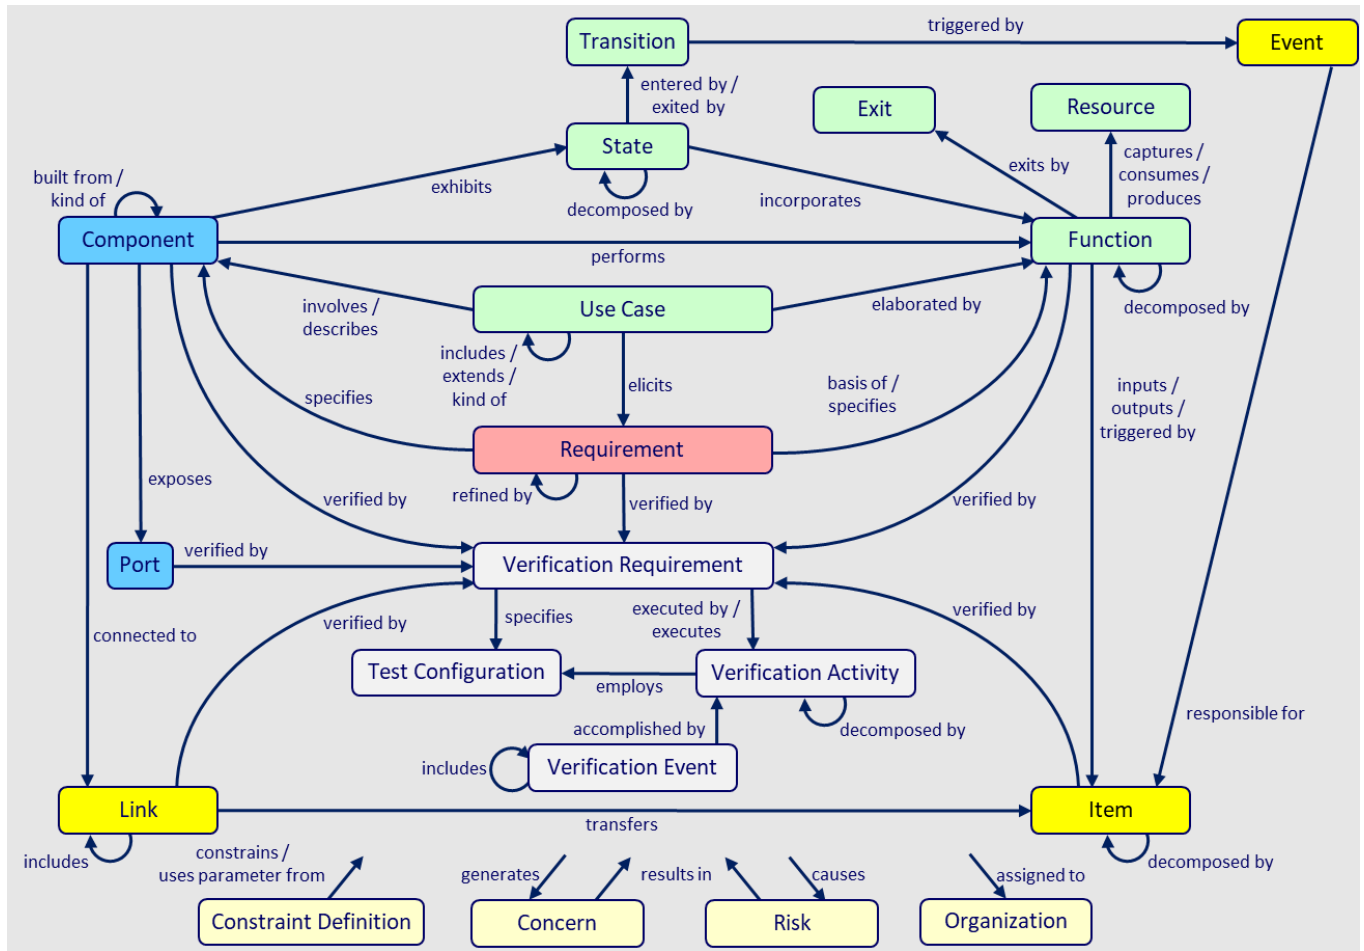 triggered by
Transition
Event
entered by /
exited by
Exit
Resource
State
exits by
captures /
consumes /
produces
built from /
kind of
exhibits
decomposed by
incorporates
Component
performs
Function
involves /
describes
Use Case
elaborated by
decomposed by
includes /
extends /
kind of
elicits
specifies
basis of /
specifies
inputs /
outputs /
triggered by
Requirement
exposes
refined by
verified by
verified by
verified by
Port
verified by
Verification Requirement
verified by
specifies
executed by /
executes
verified by
connected to
Test Configuration
employs
Verification Activity
responsible for
accomplished by
decomposed by
includes
Verification Event
Link
transfers
Item
includes
constrains /
uses parameter from
generates
results in
causes
assigned to
decomposed by
Constraint Definition
Concern
Risk
Organization